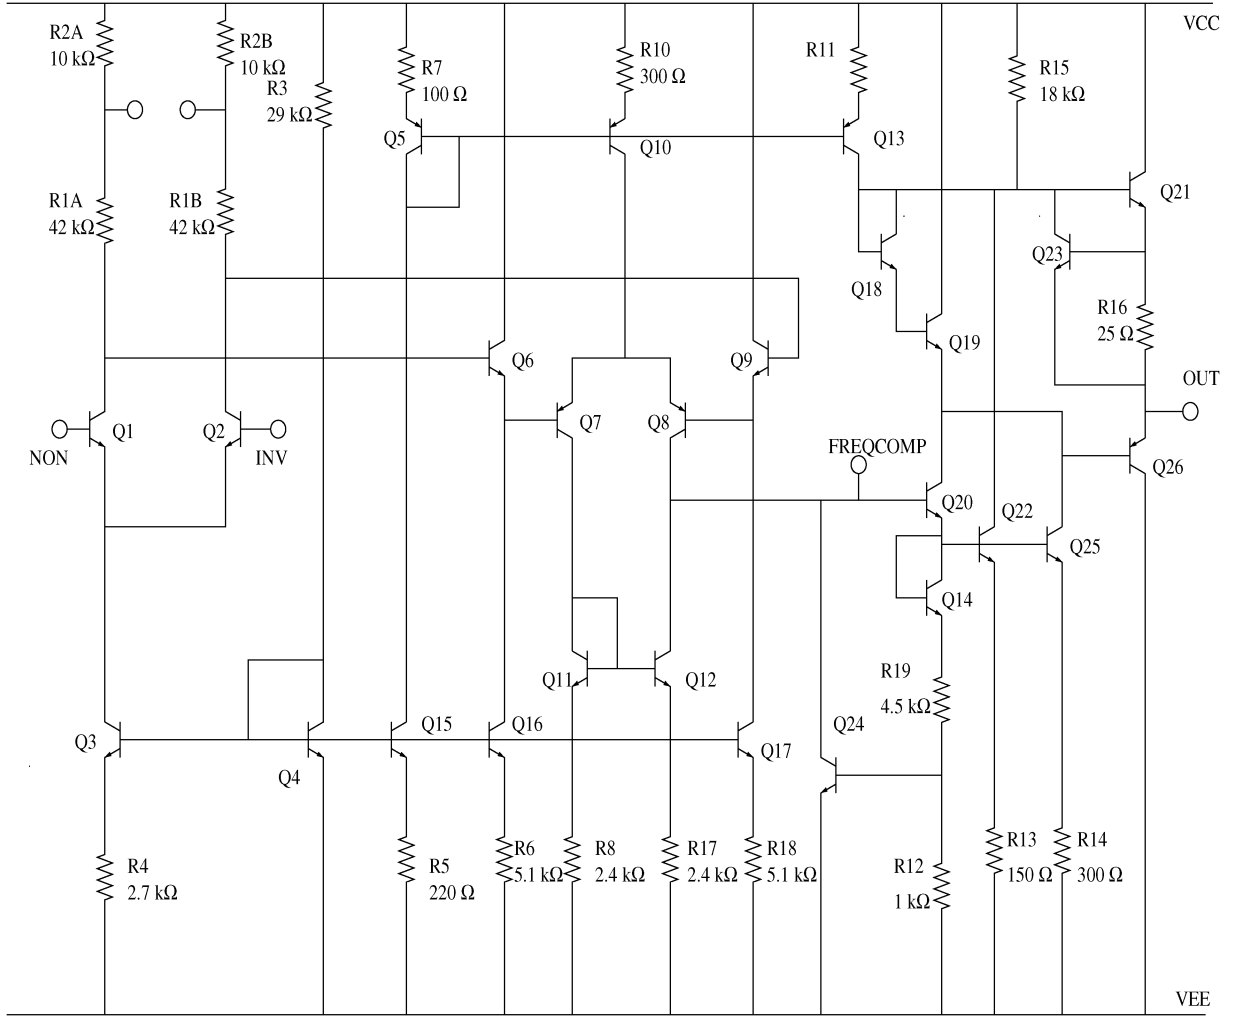 VCC
R2A
10 kΩ
R2B
10 kΩ
R3
29 kΩ
R7
100 Ω
R10
300 Ω
R11
R15
18 kΩ
Q5
Q10
Q13
R1A
42 kΩ
R1B
42 kΩ
Q21
Q23
Q18
R16
25 Ω
Q6
Q9
Q19
OUT
Q1
Q2
Q7
Q8
NON
INV
FREQCOMP
Q26
Q20
Q22
Q25
Q14
Q11
Q12
R19
4.5 kΩ
Q3
Q4
Q15
Q16
Q17
Q24
R4
2.7 kΩ
R5
220 Ω
R6
5.1 kΩ
R8
2.4 kΩ
R17
2.4 kΩ
R18
5.1 kΩ
R12
1 kΩ
R13
150 Ω
R14
300 Ω
VEE